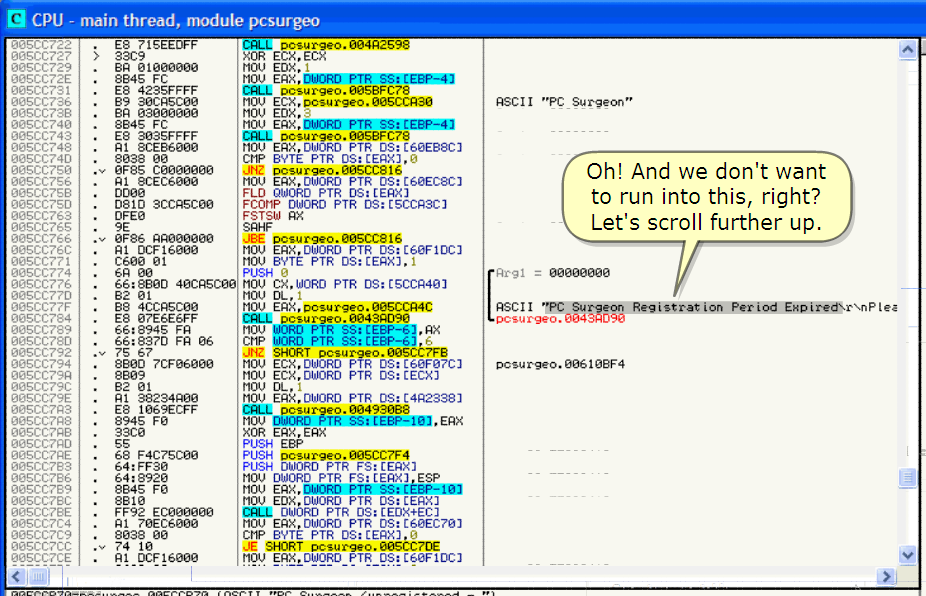 C CPU - main thread, module pcsurgeo
005CC722 . E8 715EEDFF CALL pcsurgeo.004A2598
005CC727 > 33C9 XOR ECX,ECX
005CC729 . BA 01000000 MOV EDX,1
005CC72E . 8B45 FC MOV EAX,DWORD PTR SS:[EBP-4]
005CC731 . E8 4235FFFF CALL pcsurgeo.005BFC78
005CC736 . B9 30CA5C00 MOV ECX,pcsurgeo.005CCA30 ASCII "PC Surgeon"
005CC73B . BA 03000000 MOV EDX,3
005CC740 . 8B45 FC MOV EAX,DWORD PTR SS:[EBP-4]
005CC743 . E8 3035FFFF CALL pcsurgeo.005BFC78
005CC748 . A1 8CEB6000 MOV EAX,DWORD PTR DS:[60EB8C]
005CC74D . 8038 00 CMP BYTE PTR DS:[EAX],0
005CC750 .v 0F85 C0000000 JNZ pcsurgeo.005CC816
005CC756 . A1 8CEC6000 MOV EAX,DWORD PTR DS:[60EC8C]
005CC75B . DD00 FLD QWORD PTR DS:[EAX]
005CC75D . D81D 3CCA5C00 FCOMP DWORD PTR DS:[5CCA3C]
005CC763 . DFE0 FSTSW AX
005CC765 . 9E SAHF
005CC766 .v 0F86 AA000000 JBE pcsurgeo.005CC816
005CC76C . A1 DCF16000 MOV EAX,DWORD PTR DS:[60F1DC]
005CC771 . C600 01 MOV BYTE PTR DS:[EAX],1
005CC774 . 6A 00 PUSH 0 Arg1 = 00000000
005CC776 . 66:8B0D 40CA5C00 MOV CX,WORD PTR DS:[5CCA40]
005CC77D . B2 01 MOV DL,1
005CC77F . B8 4CCA5C00 MOV EAX,pcsurgeo.005CCA4C ASCII "PC Surgeon Registration Period Expired\r\nPlea
005CC784 . E8 07E6E6FF CALL pcsurgeo.0043AD90 pcsurgeo.0043AD90
005CC789 . 66:8945 FA MOV WORD PTR SS:[EBP-6],AX
005CC78D . 66:837D FA 06 CMP WORD PTR SS:[EBP-6],6
005CC792 .v 75 67 JNZ SHORT pcsurgeo.005CC7FB
005CC794 . 8B0D 7CF06000 MOV ECX,DWORD PTR DS:[60F07C] pcsurgeo.00610BF4
005CC79A . 8B09 MOV ECX,DWORD PTR DS:[ECX]
005CC79C . B2 01 MOV DL,1
005CC79E . A1 38234A00 MOV EAX,DWORD PTR DS:[4A2338]
005CC7A3 . E8 1069ECFF CALL pcsurgeo.004930B8
005CC7A8 . 8945 F0 MOV DWORD PTR SS:[EBP-10],EAX
005CC7AB . 33C0 XOR EAX,EAX
005CC7AD . 55 PUSH EBP
005CC7AE . 68 F4C75C00 PUSH pcsurgeo.005CC7F4
005CC7B3 . 64:FF30 PUSH DWORD PTR FS:[EAX]
005CC7B6 . 64:8920 MOV DWORD PTR FS:[EAX],ESP
005CC7B9 . 8B45 F0 MOV EAX,DWORD PTR SS:[EBP-10]
005CC7BC . 8B10 MOV EDX,DWORD PTR DS:[EAX]
005CC7BE . FF92 EC000000 CALL DWORD PTR DS:[EDX+EC]
005CC7C4 . A1 70EC6000 MOV EAX,DWORD PTR DS:[60EC70]
005CC7C9 . 8038 00 CMP BYTE PTR DS:[EAX],0
005CC7CC .v 74 10 JE SHORT pcsurgeo.005CC7DE
005CC7CE . A1 DCF16000 MOV EAX,DWORD PTR DS:[60F1DC]
Oh! And we don't want
to run into this, right?
Let's scroll further up.